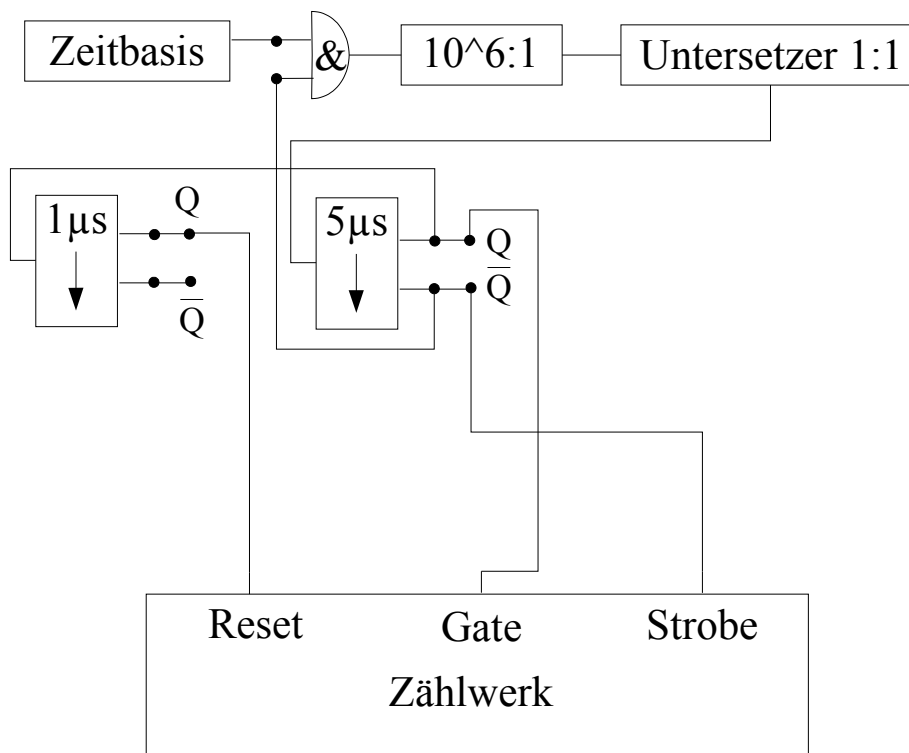 Zeitbasis
&
10^6:1
Untersetzer 1:1
1µs
Q
Q̅
5µs
Q
Q̅
Reset
Gate
Strobe
Zählwerk